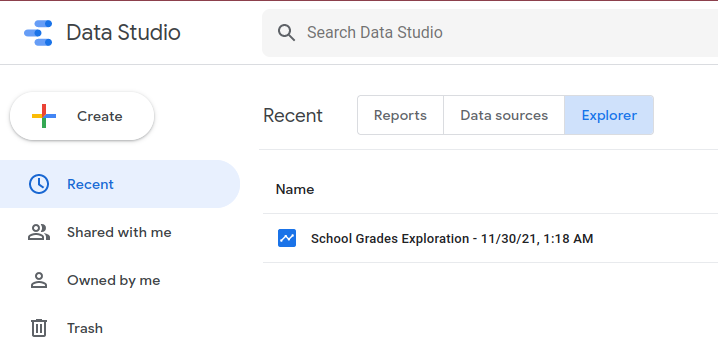 Data Studio
Search Data Studio
Create
Recent
Shared with me
Owned by me
Trash
Recent
Reports
Data sources
Explorer
Name
School Grades Exploration - 11/30/21, 1:18 AM